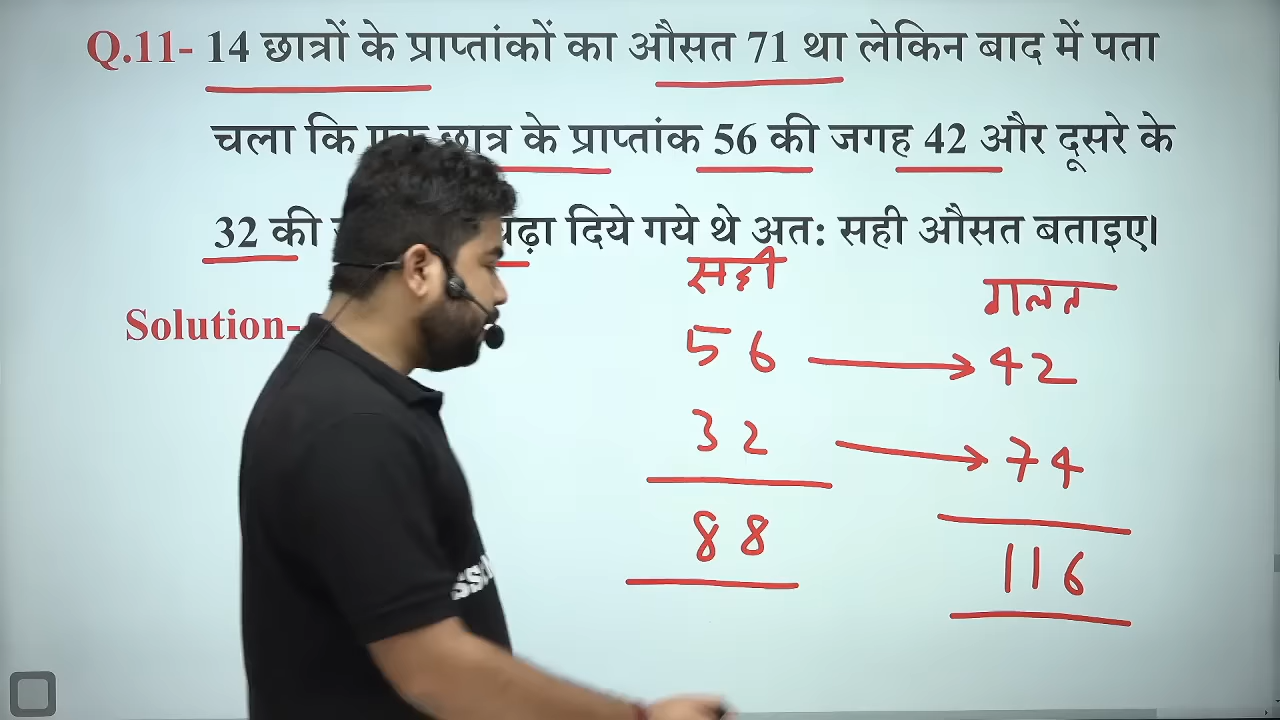 Q.11- 14 छात्रों के प्राप्तांकों का औसत 71 था लेकिन बाद में पता
चला कि छात्र के प्राप्तांक 56 की जगह 42 और दूसरे के
32 की दिये गये थे अत: सही औसत बताइए।
Solution-
सही
गलत
56 → 42
32 → 74
88
116